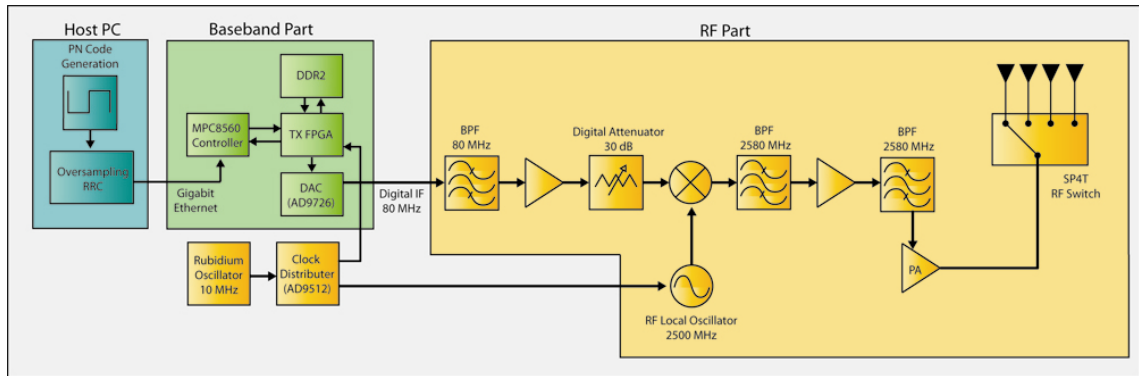 Host PC
PN Code
Generation
Oversampling
RRC
Gigabit
Ethernet
Baseband Part
DDR2
MPC8560
Controller
TX FPGA
DAC
(AD9726)
Rubidium
Oscillator
10 MHz
Clock
Distributer
(AD9512)
Digital IF
80 MHz
RF Part
BPF
80 MHz
Digital Attenuator
30 dB
BPF
2580 MHz
BPF
2580 MHz
SP4T
RF Switch
PA
RF Local Oscillator
2500 MHz